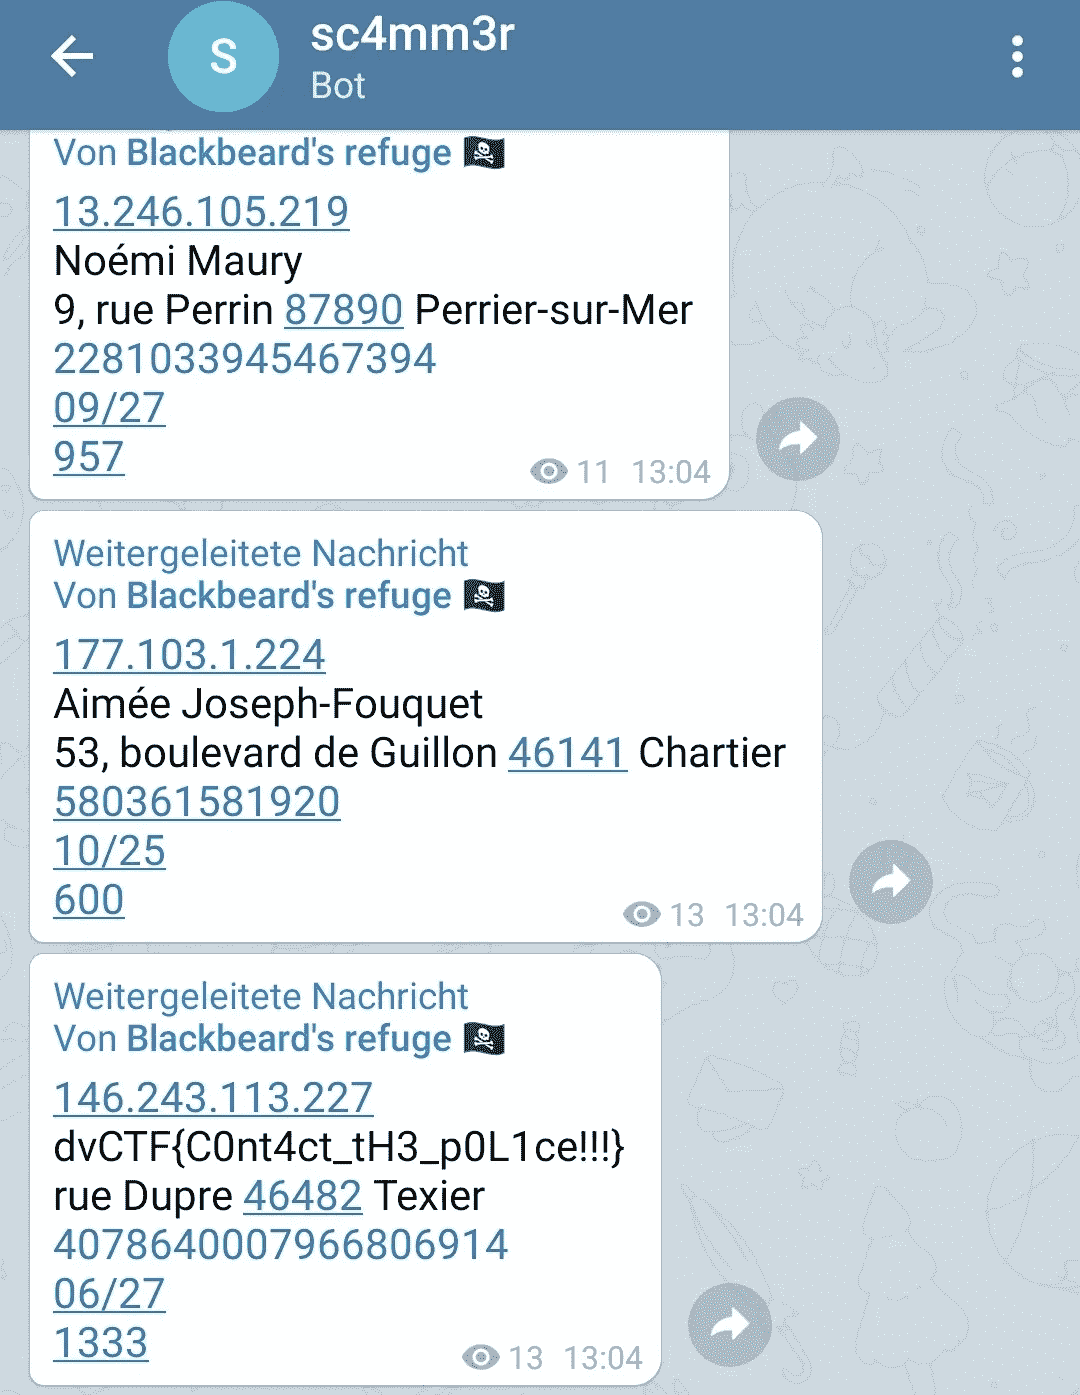 S
sc4mm3r
Bot
Von Blackbeard's refuge 🏴‍☠️
13.246.105.219
Noémi Maury
9, rue Perrin 87890 Perrier-sur-Mer
2281033945467394
09/27
957
11 13:04
Weitergeleitete Nachricht
Von Blackbeard's refuge 🏴‍☠️
177.103.1.224
Aimée Joseph-Fouquet
53, boulevard de Guillon 46141 Chartier
580361581920
10/25
600
13 13:04
Weitergeleitete Nachricht
Von Blackbeard's refuge 🏴‍☠️
146.243.113.227
dvCTF{C0nt4ct_tH3_p0L1ce!!!}
rue Dupre 46482 Texier
4078640007966806914
06/27
1333
13 13:04